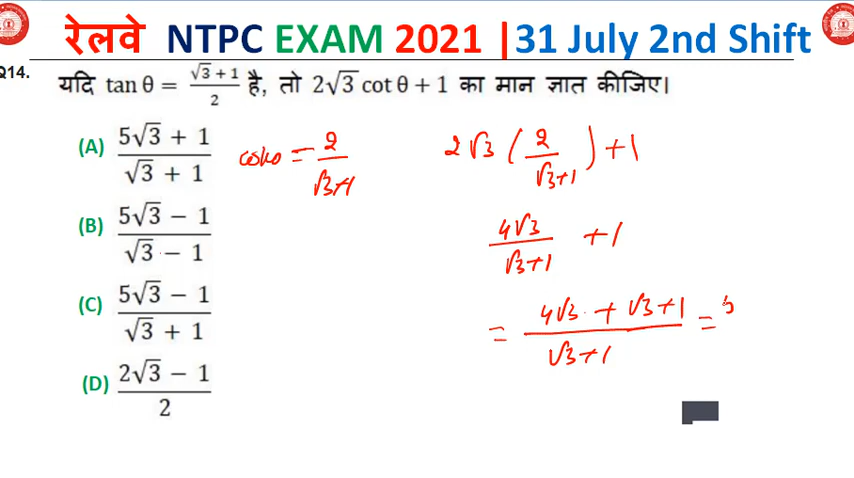 रेलवे NTPC EXAM 2021 |31 July 2nd Shift
Q14. यदि tan θ = (√3 + 1)/2 है, तो 2√3 cot θ + 1 का मान ज्ञात कीजिए।
(A) (5√3 + 1)/(√3 + 1)
(B) (5√3 − 1)/(√3 − 1)
(C) (5√3 − 1)/(√3 + 1)
(D) (2√3 − 1)/2
= 2/(√3+1)
2√3 (2/(√3+1)) + 1
4√3/(√3+1) + 1
= (4√3 + √3 + 1)/(√3+1) = 5